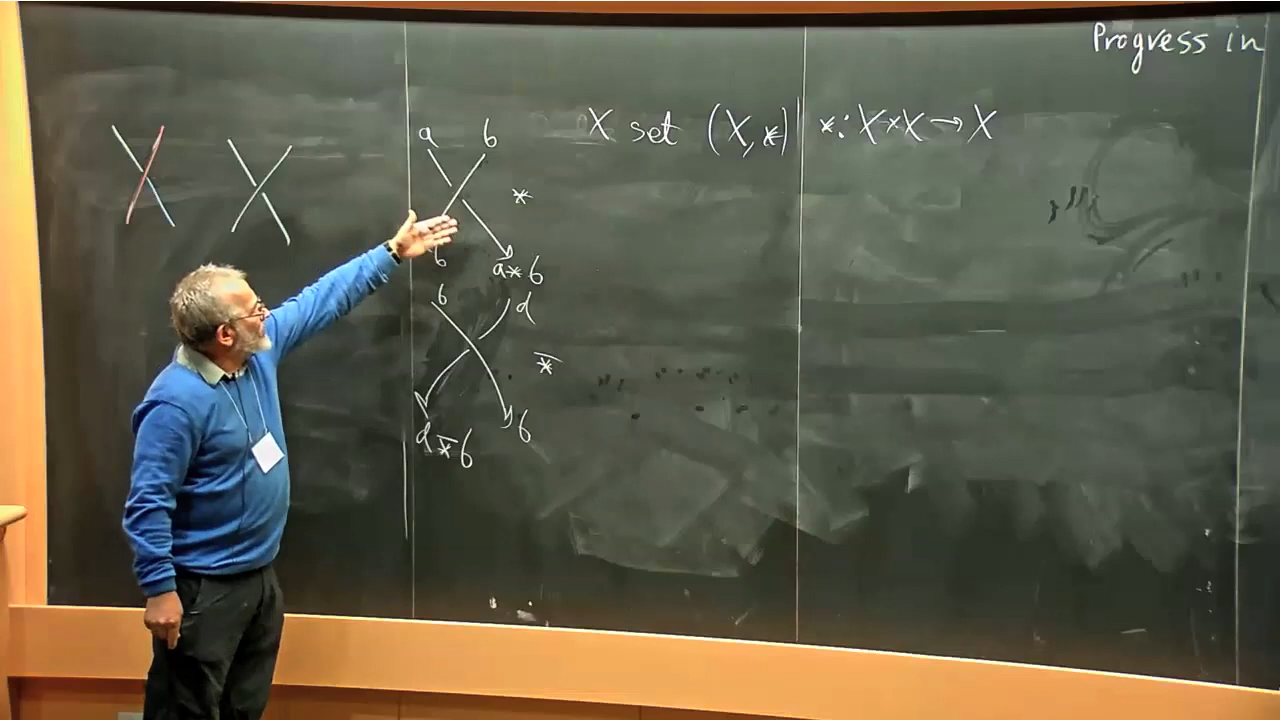 Progress in
X set (X, *) *: X × X → X
a b
*
b a * b
b d
*̅
d *̅ b b